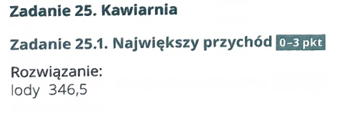 Zadanie 25. Kawiarnia
Zadanie 25.1. Największy przychód 0–3 pkt
Rozwiązanie:
lody 346,5